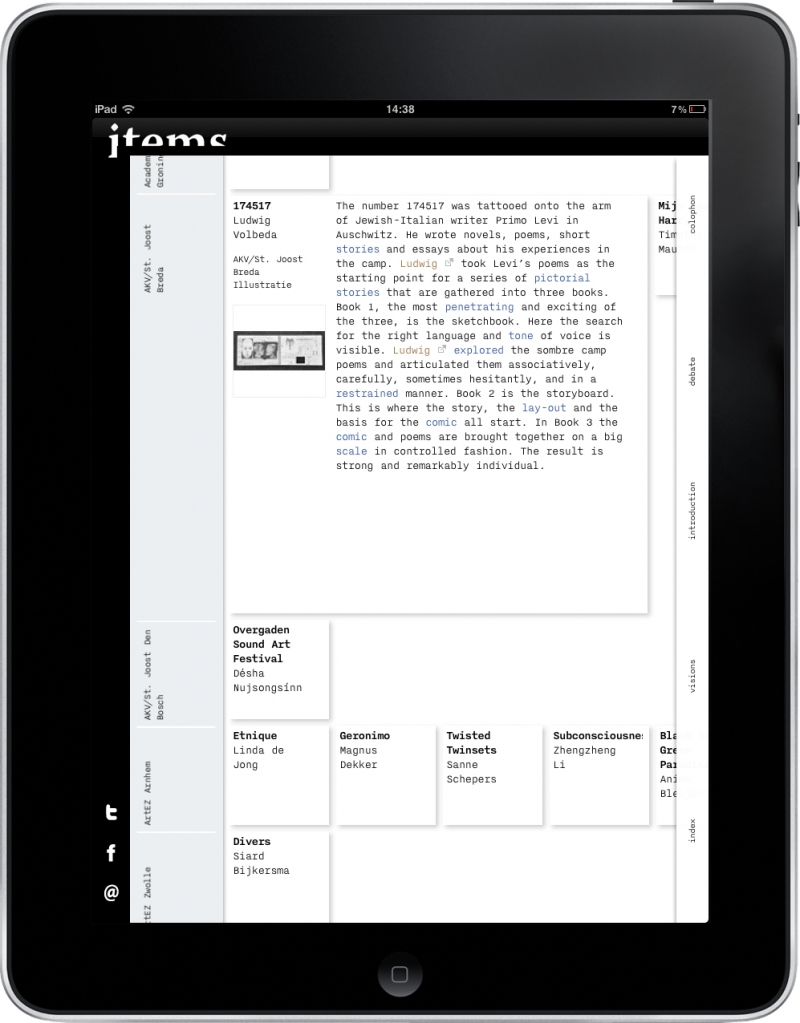 iPad 14:38 7%
items
Academ
Gronin
174517
Ludwig
Volbeda
AKV/St. Joost
Breda
Illustratie
The number 174517 was tattooed onto the arm
of Jewish-Italian writer Primo Levi in
Auschwitz. He wrote novels, poems, short
stories and essays about his experiences in
the camp. Ludwig took Levi's poems as the
starting point for a series of pictorial
stories that are gathered into three books.
Book 1, the most penetrating and exciting of
the three, is the sketchbook. Here the search
for the right language and tone of voice is
visible. Ludwig explored the sombre camp
poems and articulated them associatively,
carefully, sometimes hesitantly, and in a
restrained manner. Book 2 is the storyboard.
This is where the story, the lay-out and the
basis for the comic all start. In Book 3 the
comic and poems are brought together on a big
scale in controlled fashion. The result is
strong and remarkably individual.
Mij
Har
Tim
Mau
AKV/St. Joost
Breda
AKV/St. Joost Den
Bosch
Overgaden
Sound Art
Festival
Désha
Nujsongsinn
ArtEZ Arnhem
Etnique
Linda de
Jong
Geronimo
Magnus
Dekker
Twisted
Twinsets
Sanne
Schepers
Subconsciousne
Zhengzheng
Li
Bla
Gre
Par
Ani
Ble
rtEZ Zwolle
Divers
Siard
Bijkersma
colophon
debate
introduction
visions
index
t
f
@